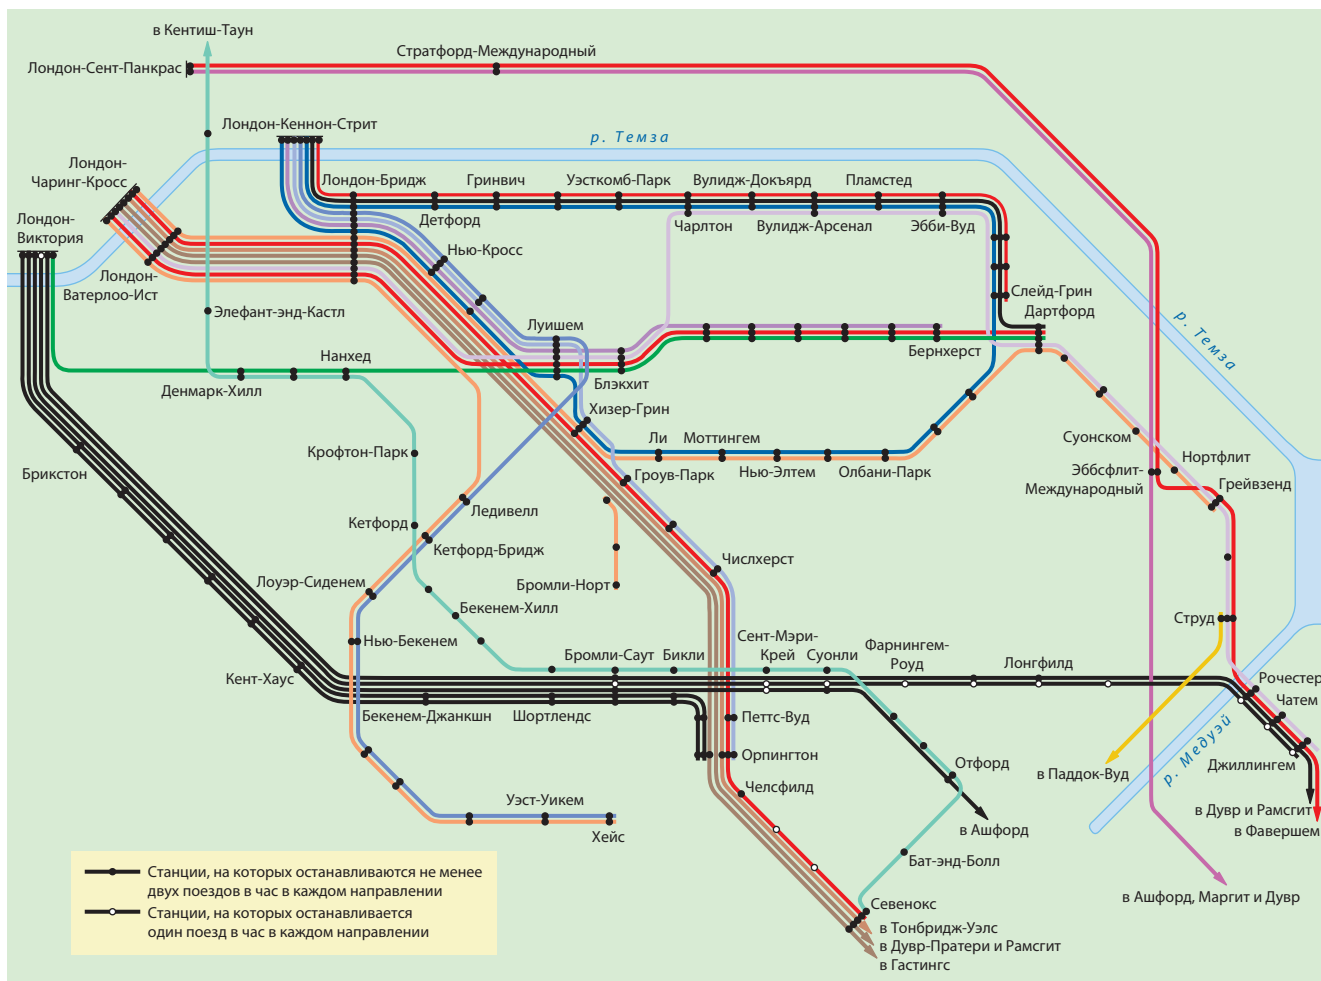 в Кентиш-Таун
Стратфорд-Международный
Лондон-Сент-Панкрас
Лондон-Кеннон-Стрит
р. Темза
Лондон-
Чаринг-Кросс
Лондон-Бридж
Гринвич
Уэсткомб-Парк
Вулидж-Докъярд
Пламстед
Лондон-
Виктория
Детфорд
Чарлтон
Вулидж-Арсенал
Эбби-Вуд
Нью-Кросс
Лондон-
Ватерлоо-Ист
Слейд-Грин
Дартфорд
Элефант-энд-Кастл
р. Темза
Луишем
Нанхед
Бернхерст
Денмарк-Хилл
Блэкхит
Хизер-Грин
Ли
Моттингем
Суонском
Крофтон-Парк
Нью-Элтем
Олбани-Парк
Нортфлит
Брикстон
Гроув-Парк
Эббсфлит-
Международный
Грейвзенд
Ледивелл
Кетфорд
Кетфорд-Бридж
Числхерст
Лоуэр-Сиденем
Бромли-Норт
Бекенем-Хилл
Струд
Нью-Бекенем
Сент-Мэри-
Крей
Фарнингем-
Роуд
Бромли-Саут
Бикли
Суонли
Лонгфилд
Кент-Хаус
Рочестер
Чатем
Бекенем-Джанкшн
Шортлендс
Петтс-Вуд
р. Медуэй
Орпингтон
Отфорд
Джиллингем
в Паддок-Вуд
Челсфилд
Уэст-Уикем
в Дувр и Рамсгит
в Ашфорд
в Фавершем
Хейс
Бат-энд-Болл
Станции, на которых останавливаются не менее
двух поездов в час в каждом направлении
Станции, на которых останавливается
один поезд в час в каждом направлении
в Ашфорд, Маргит и Дувр
Севенокс
в Тонбридж-Уэлс
в Дувр-Пратери и Рамсгит
в Гастингс